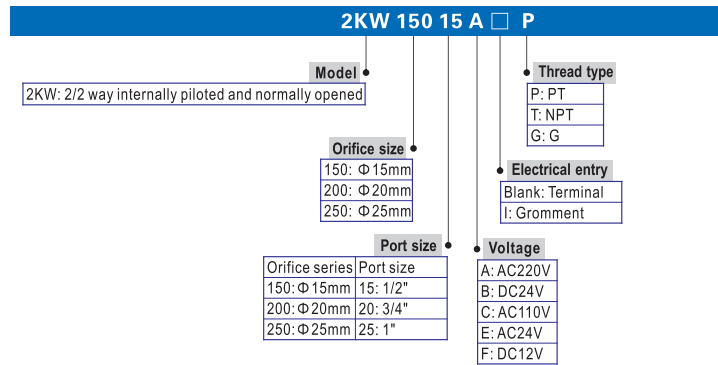 2KW 150 15 A □ P
Model
2KW: 2/2 way internally piloted and normally opened
Thread type
P: PT
T: NPT
G: G
Orifice size
150: Φ15mm
200: Φ20mm
250: Φ25mm
Electrical entry
Blank: Terminal
I: Gromment
Port size
Orifice series Port size
150: Φ15mm 15: 1/2"
200: Φ20mm 20: 3/4"
250: Φ25mm 25: 1"
Voltage
A: AC220V
B: DC24V
C: AC110V
E: AC24V
F: DC12V